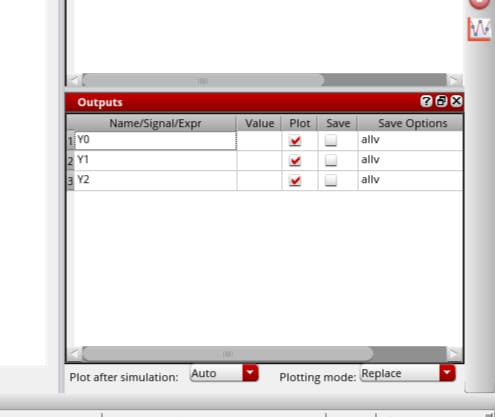 Outputs
Name/Signal/Expr Value Plot Save Save Options
1 Y0 allv
2 Y1 allv
3 Y2 allv
Plot after simulation: Auto Plotting mode: Replace